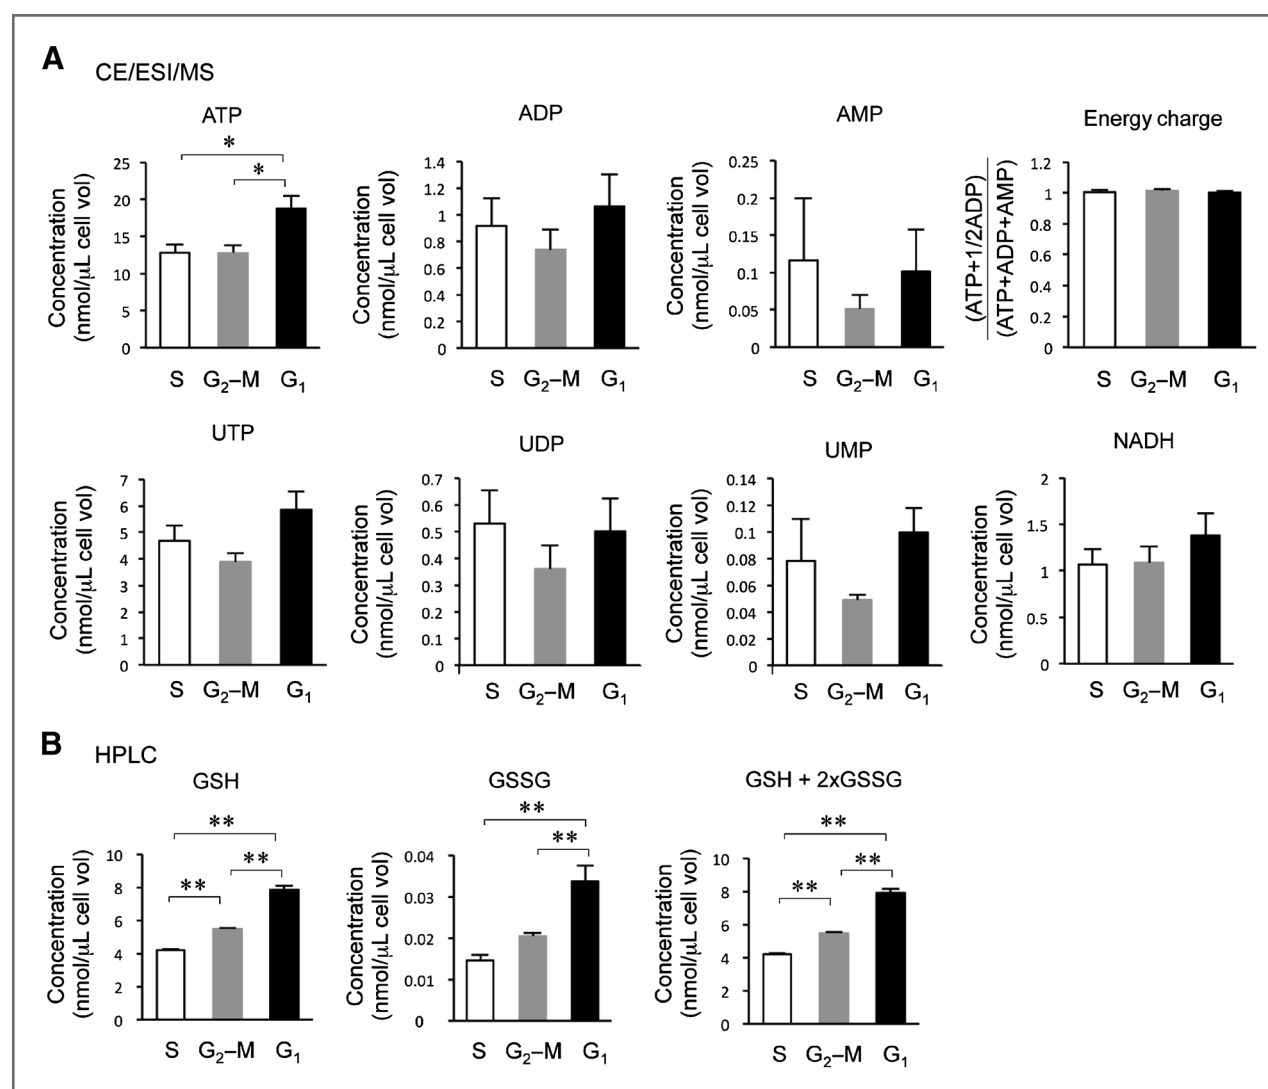 A
CE/ESI/MS
ATP
*
*
Concentration
(nmol/μL cell vol)
25
20
15
10
5
0
S G₂–M G₁
ADP
Concentration
(nmol/μL cell vol)
1.4
1.2
1
0.8
0.6
0.4
0.2
0
S G₂–M G₁
AMP
Concentration
(nmol/μL cell vol)
0.25
0.2
0.15
0.1
0.05
0
S G₂–M G₁
Energy charge
(ATP+1/2ADP)
(ATP+ADP+AMP)
1.2
1
0.8
0.6
0.4
0.2
0
S G₂–M G₁
UTP
Concentration
(nmol/μL cell vol)
7
6
5
4
3
2
1
0
S G₂–M G₁
UDP
Concentration
(nmol/μL cell vol)
0.7
0.6
0.5
0.4
0.3
0.2
0.1
0
S G₂–M G₁
UMP
Concentration
(nmol/μL cell vol)
0.14
0.12
0.1
0.08
0.06
0.04
0.02
0
S G₂–M G₁
NADH
Concentration
(nmol/μL cell vol)
2
1.5
1
0.5
0
S G₂–M G₁
B
HPLC
GSH
**
**
**
Concentration
(nmol/μL cell vol)
10
8
6
4
2
0
S G₂–M G₁
GSSG
**
**
Concentration
(nmol/μL cell vol)
0.04
0.03
0.02
0.01
0
S G₂–M G₁
GSH + 2xGSSG
**
**
**
Concentration
(nmol/μL cell vol)
10
8
6
4
2
0
S G₂–M G₁